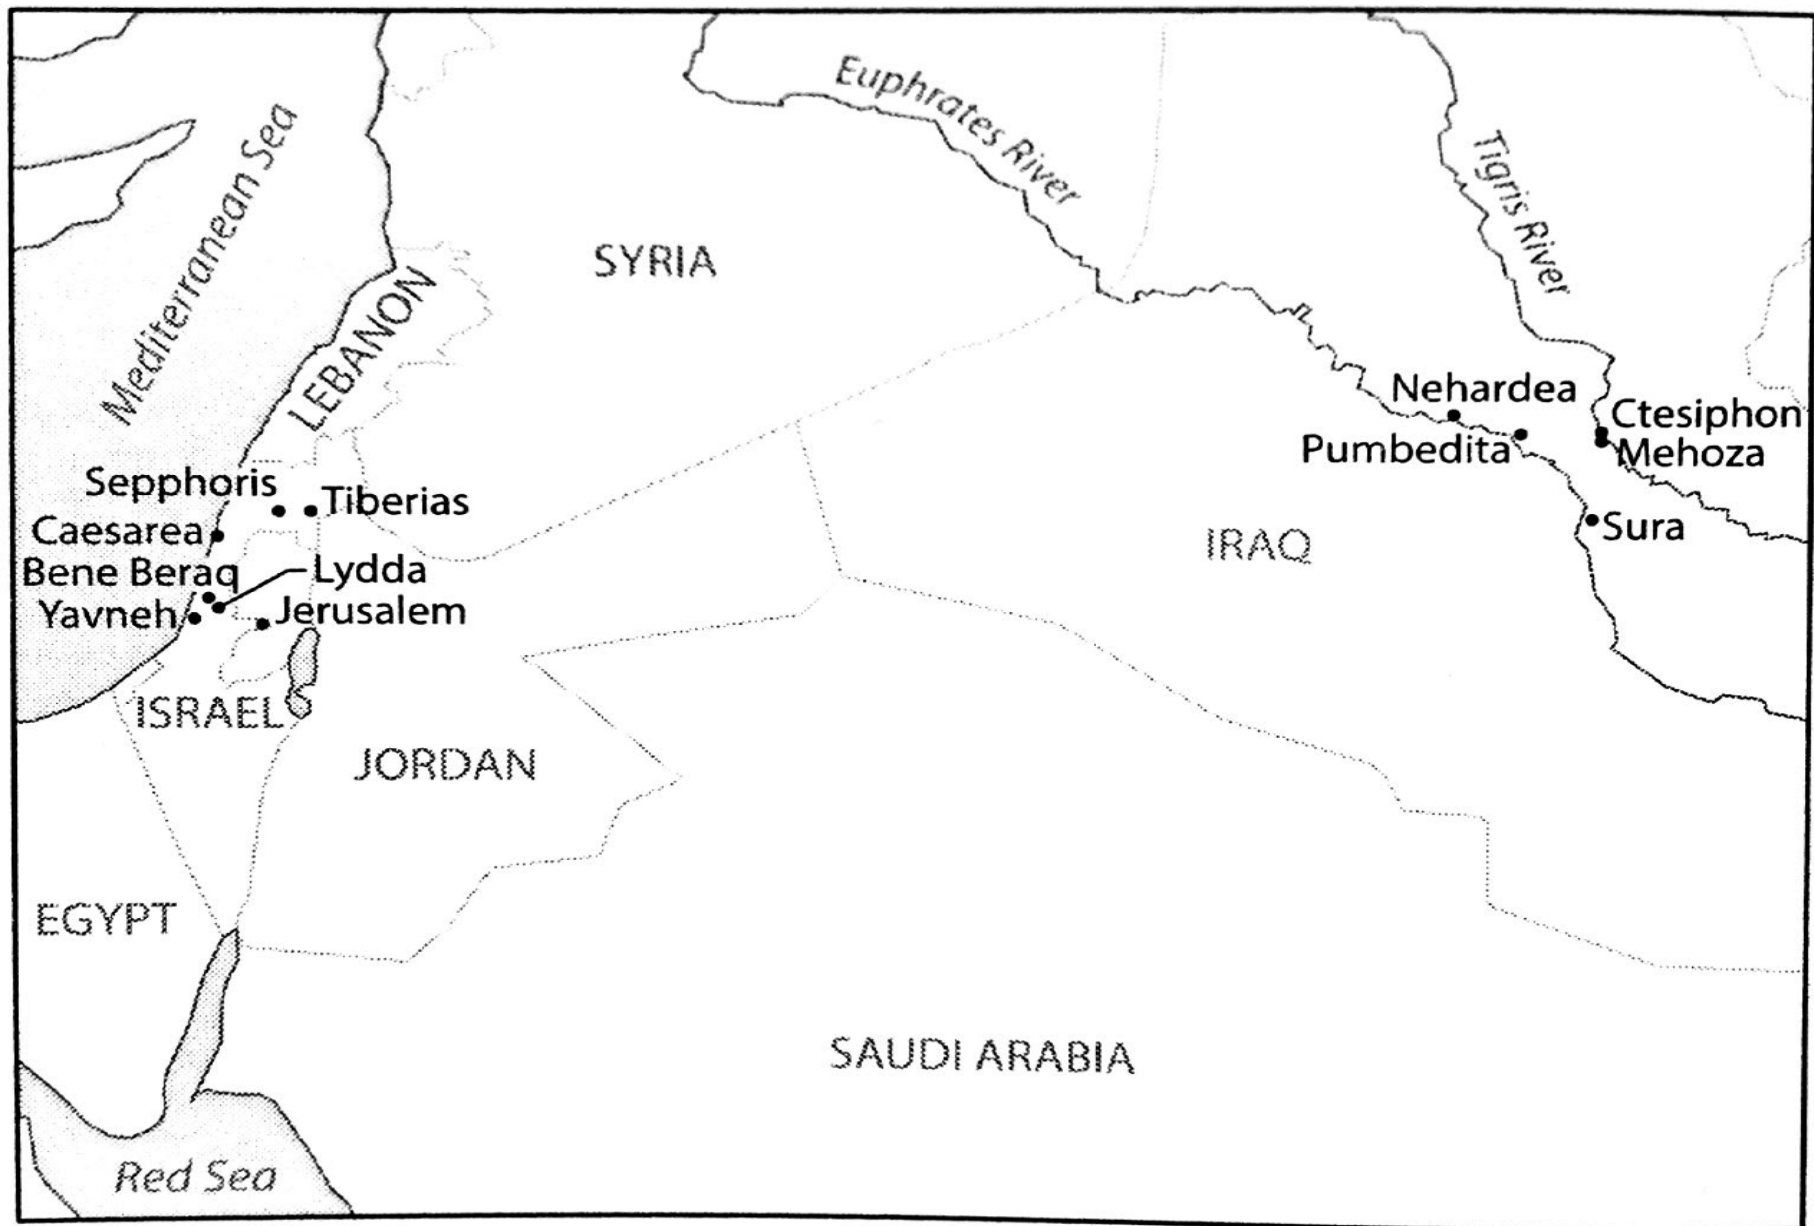 Euphrates River
Tigris River
Mediterranean Sea
SYRIA
LEBANON
Nehardea
Ctesiphon
Pumbedita
Mehoza
Sepphoris
Tiberias
Caesarea
Sura
IRAQ
Bene Beraq
Lydda
Yavneh
Jerusalem
ISRAEL
JORDAN
EGYPT
SAUDI ARABIA
Red Sea